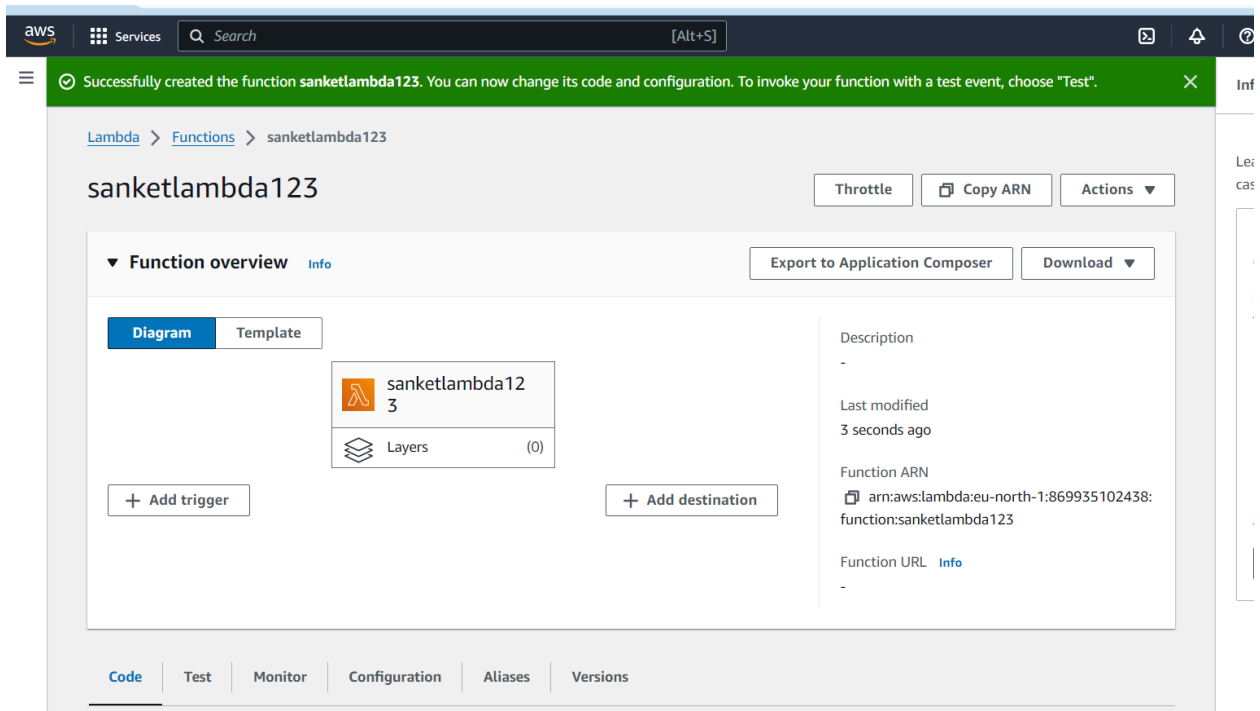 aws
Services
Search
[Alt+S]
Successfully created the function sanketlambda123. You can now change its code and configuration. To invoke your function with a test event, choose "Test".
Lambda > Functions > sanketlambda123
sanketlambda123
Throttle
Copy ARN
Actions
Function overview Info
Export to Application Composer
Download
Diagram
Template
sanketlambda12
3
Layers (0)
+ Add trigger
+ Add destination
Description
-
Last modified
3 seconds ago
Function ARN
arn:aws:lambda:eu-north-1:869935102438:
function:sanketlambda123
Function URL Info
-
Code
Test
Monitor
Configuration
Aliases
Versions